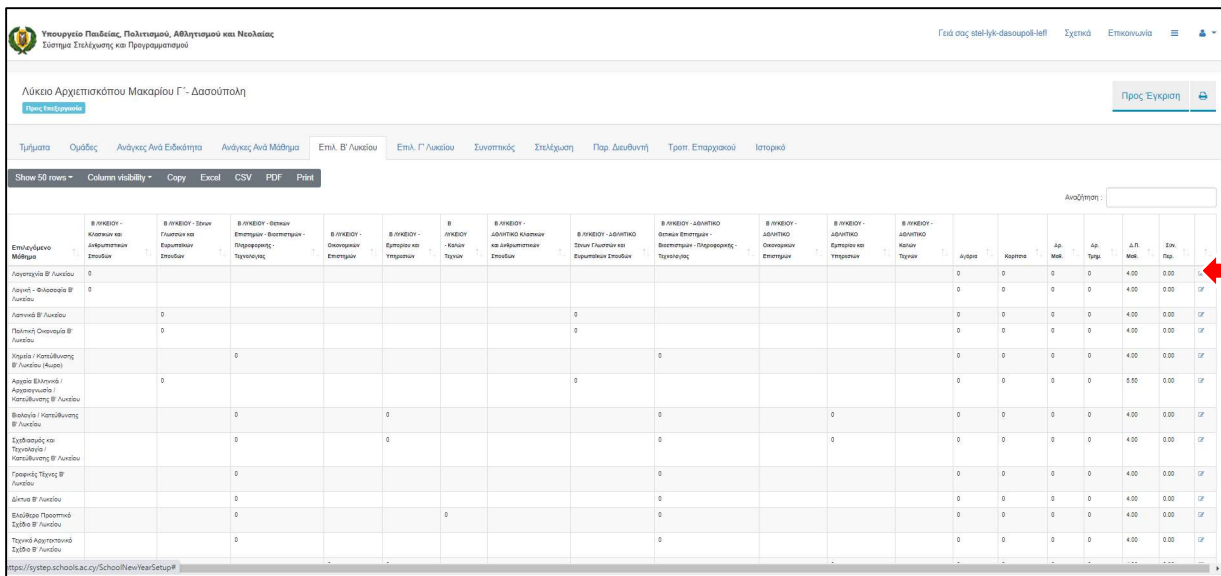 Υπουργείο Παιδείας, Πολιτισμού, Αθλητισμού και Νεολαίας
Σύστημα Στελέχωσης και Προγραμματισμού
Γειά σας stel-lyk-dasoupoli-lefl Σχετικά Επικοινωνία
Λύκειο Αρχιεπισκόπου Μακαρίου Γ΄- Δασούπολη
Προς Επεξεργασία
Προς Έγκριση
Τμήματα Ομάδες Ανάγκες Ανά Ειδικότητα Ανάγκες Ανά Μάθημα Επιλ. Β' Λυκείου Επιλ. Γ' Λυκείου Συνοπτικός Στελέχωση Παρ. Διευθυντή Τροπ. Επαρχιακού Ιστορικό
Show 50 rows Column visibility Copy Excel CSV PDF Print
Αναζήτηση :
Επιλεγόμενο Μάθημα
Β ΛΥΚΕΙΟΥ - Κλασικών και Ανθρωπιστικών Σπουδών
Β ΛΥΚΕΙΟΥ - Ξένων Γλωσσών και Ευρωπαϊκών Σπουδών
Β ΛΥΚΕΙΟΥ - Θετικών Επιστημών - Βιοεπιστημών - Πληροφορικής - Τεχνολογίας
Β ΛΥΚΕΙΟΥ - Οικονομικών Επιστημών
Β ΛΥΚΕΙΟΥ - Εμπορίου και Υπηρεσιών
Β ΛΥΚΕΙΟΥ - Καλών Τεχνών
Β ΛΥΚΕΙΟΥ - ΑΘΛΗΤΙΚΟ Κλασικών και Ανθρωπιστικών Σπουδών
Β ΛΥΚΕΙΟΥ - ΑΘΛΗΤΙΚΟ Ξένων Γλωσσών και Ευρωπαϊκών Σπουδών
Β ΛΥΚΕΙΟΥ - ΑΘΛΗΤΙΚΟ Θετικών Επιστημών - Βιοεπιστημών - Πληροφορικής - Τεχνολογίας
Β ΛΥΚΕΙΟΥ - ΑΘΛΗΤΙΚΟ Οικονομικών Επιστημών
Β ΛΥΚΕΙΟΥ - ΑΘΛΗΤΙΚΟ Εμπορίου και Υπηρεσιών
Β ΛΥΚΕΙΟΥ - ΑΘΛΗΤΙΚΟ Καλών Τεχνών
Αγόρια Κορίτσια Αρ. Μαθ. Αρ. Τμημ. Δ.Π. Μαθ. Συν. Περ.
Λογοτεχνία Β' Λυκείου 0 0 0 0 0 4.00 0.00
Λογική - Φιλοσοφία Β' Λυκείου 0 0 0 0 0 4.00 0.00
Λατινικά Β' Λυκείου 0 0 0 0 0 0 4.00 0.00
Πολιτική Οικονομία Β' Λυκείου 0 0 0 0 0 0 4.00 0.00
Χημεία / Κατεύθυνσης Β' Λυκείου (4ωρο) 0 0 0 0 0 0 4.00 0.00
Αρχαία Ελληνικά / Αρχαιογνωσία / Κατεύθυνσης Β' Λυκείου 0 0 0 0 0 0 5.50 0.00
Βιολογία / Κατεύθυνσης Β' Λυκείου 0 0 0 0 0 0 0 0 4.00 0.00
Σχεδιασμός και Τεχνολογία / Κατεύθυνσης Β' Λυκείου 0 0 0 0 0 0 0 0 4.00 0.00
Γραφικές Τέχνες Β' Λυκείου 0 0 0 0 0 0 4.00 0.00
Δίκτυα Β' Λυκείου 0 0 0 0 0 0 4.00 0.00
Ελεύθερο Προοπτικό Σχέδιο Β' Λυκείου 0 0 0 0 0 0 0 4.00 0.00
Τεχνικό Αρχιτεκτονικό Σχέδιο Β' Λυκείου 0 0 0 0 0 0 4.00 0.00
https://systep.schools.ac.cy/SchoolNewYearSetup#